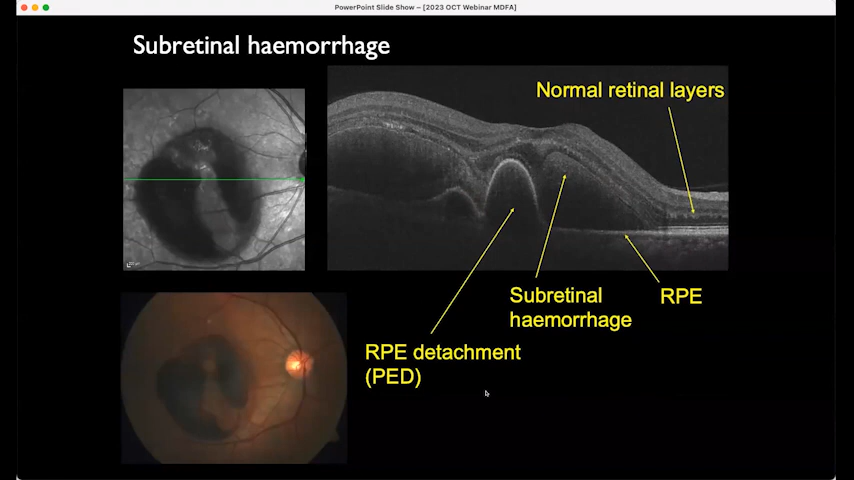 PowerPoint Slide Show – [2023 OCT Webinar MDFA]
Subretinal haemorrhage
Normal retinal layers
Subretinal
haemorrhage
RPE
RPE detachment
(PED)